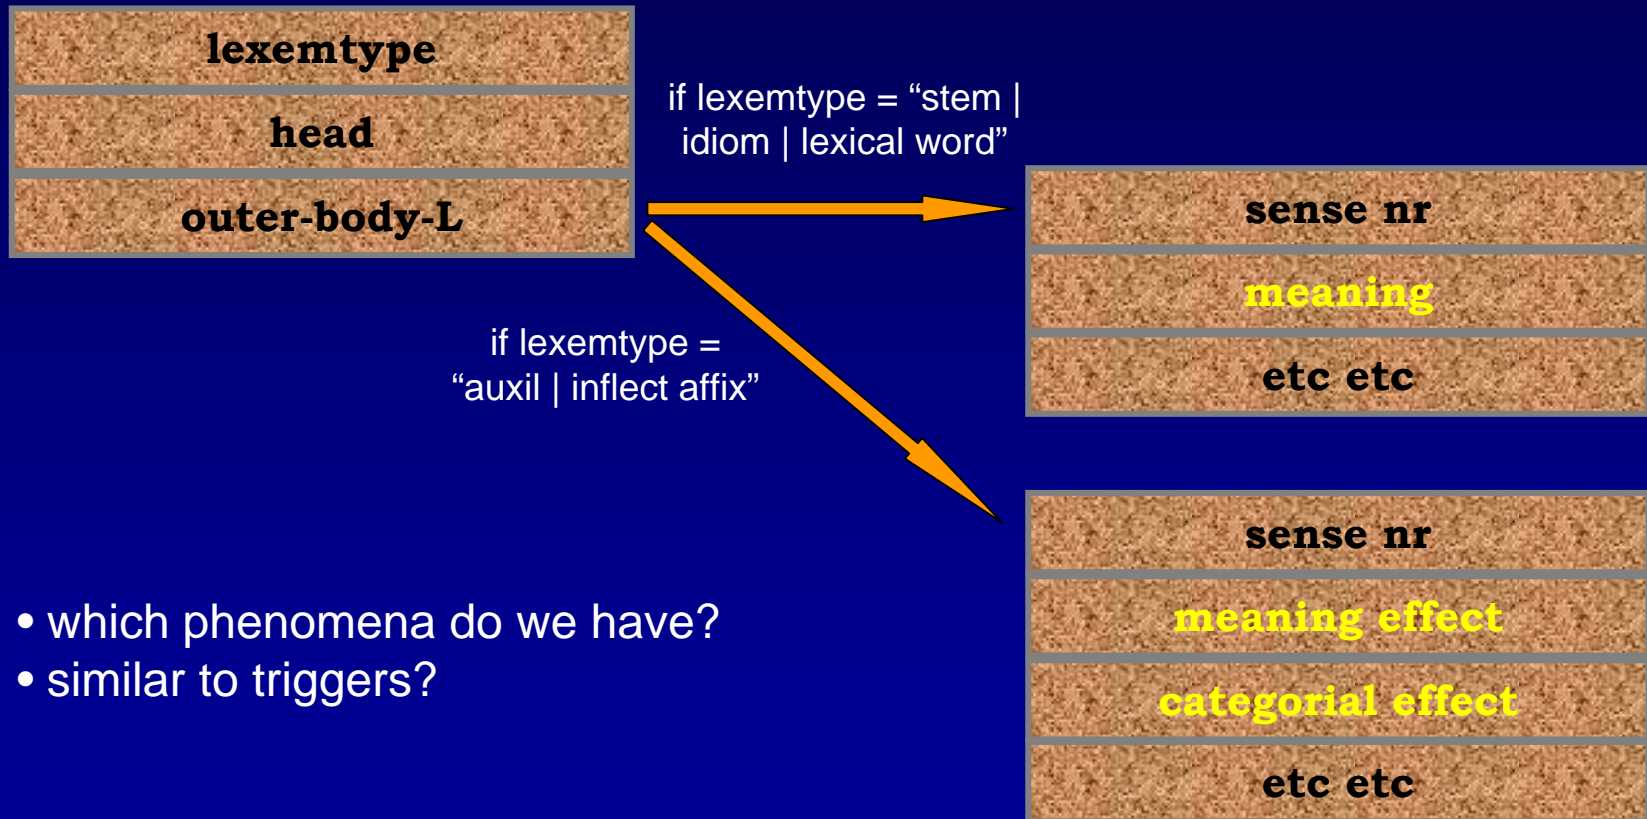 lexemtype
head
outer-body-L
if lexemtype = “stem |
idiom | lexical word”
sense nr
meaning
etc etc
if lexemtype =
“auxil | inflect affix”
sense nr
meaning effect
categorial effect
etc etc
• which phenomena do we have?
• similar to triggers?